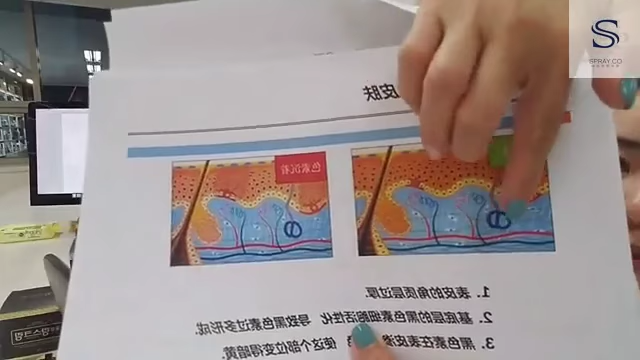 SPRAY.CO
皮肤
色素沉积
1. 表皮的角质层过厚.
2. 基层的黑色素细胞活性化 导致黑色素过多形成.
3. 黑色素在表皮 使这个部位变得暗黄.